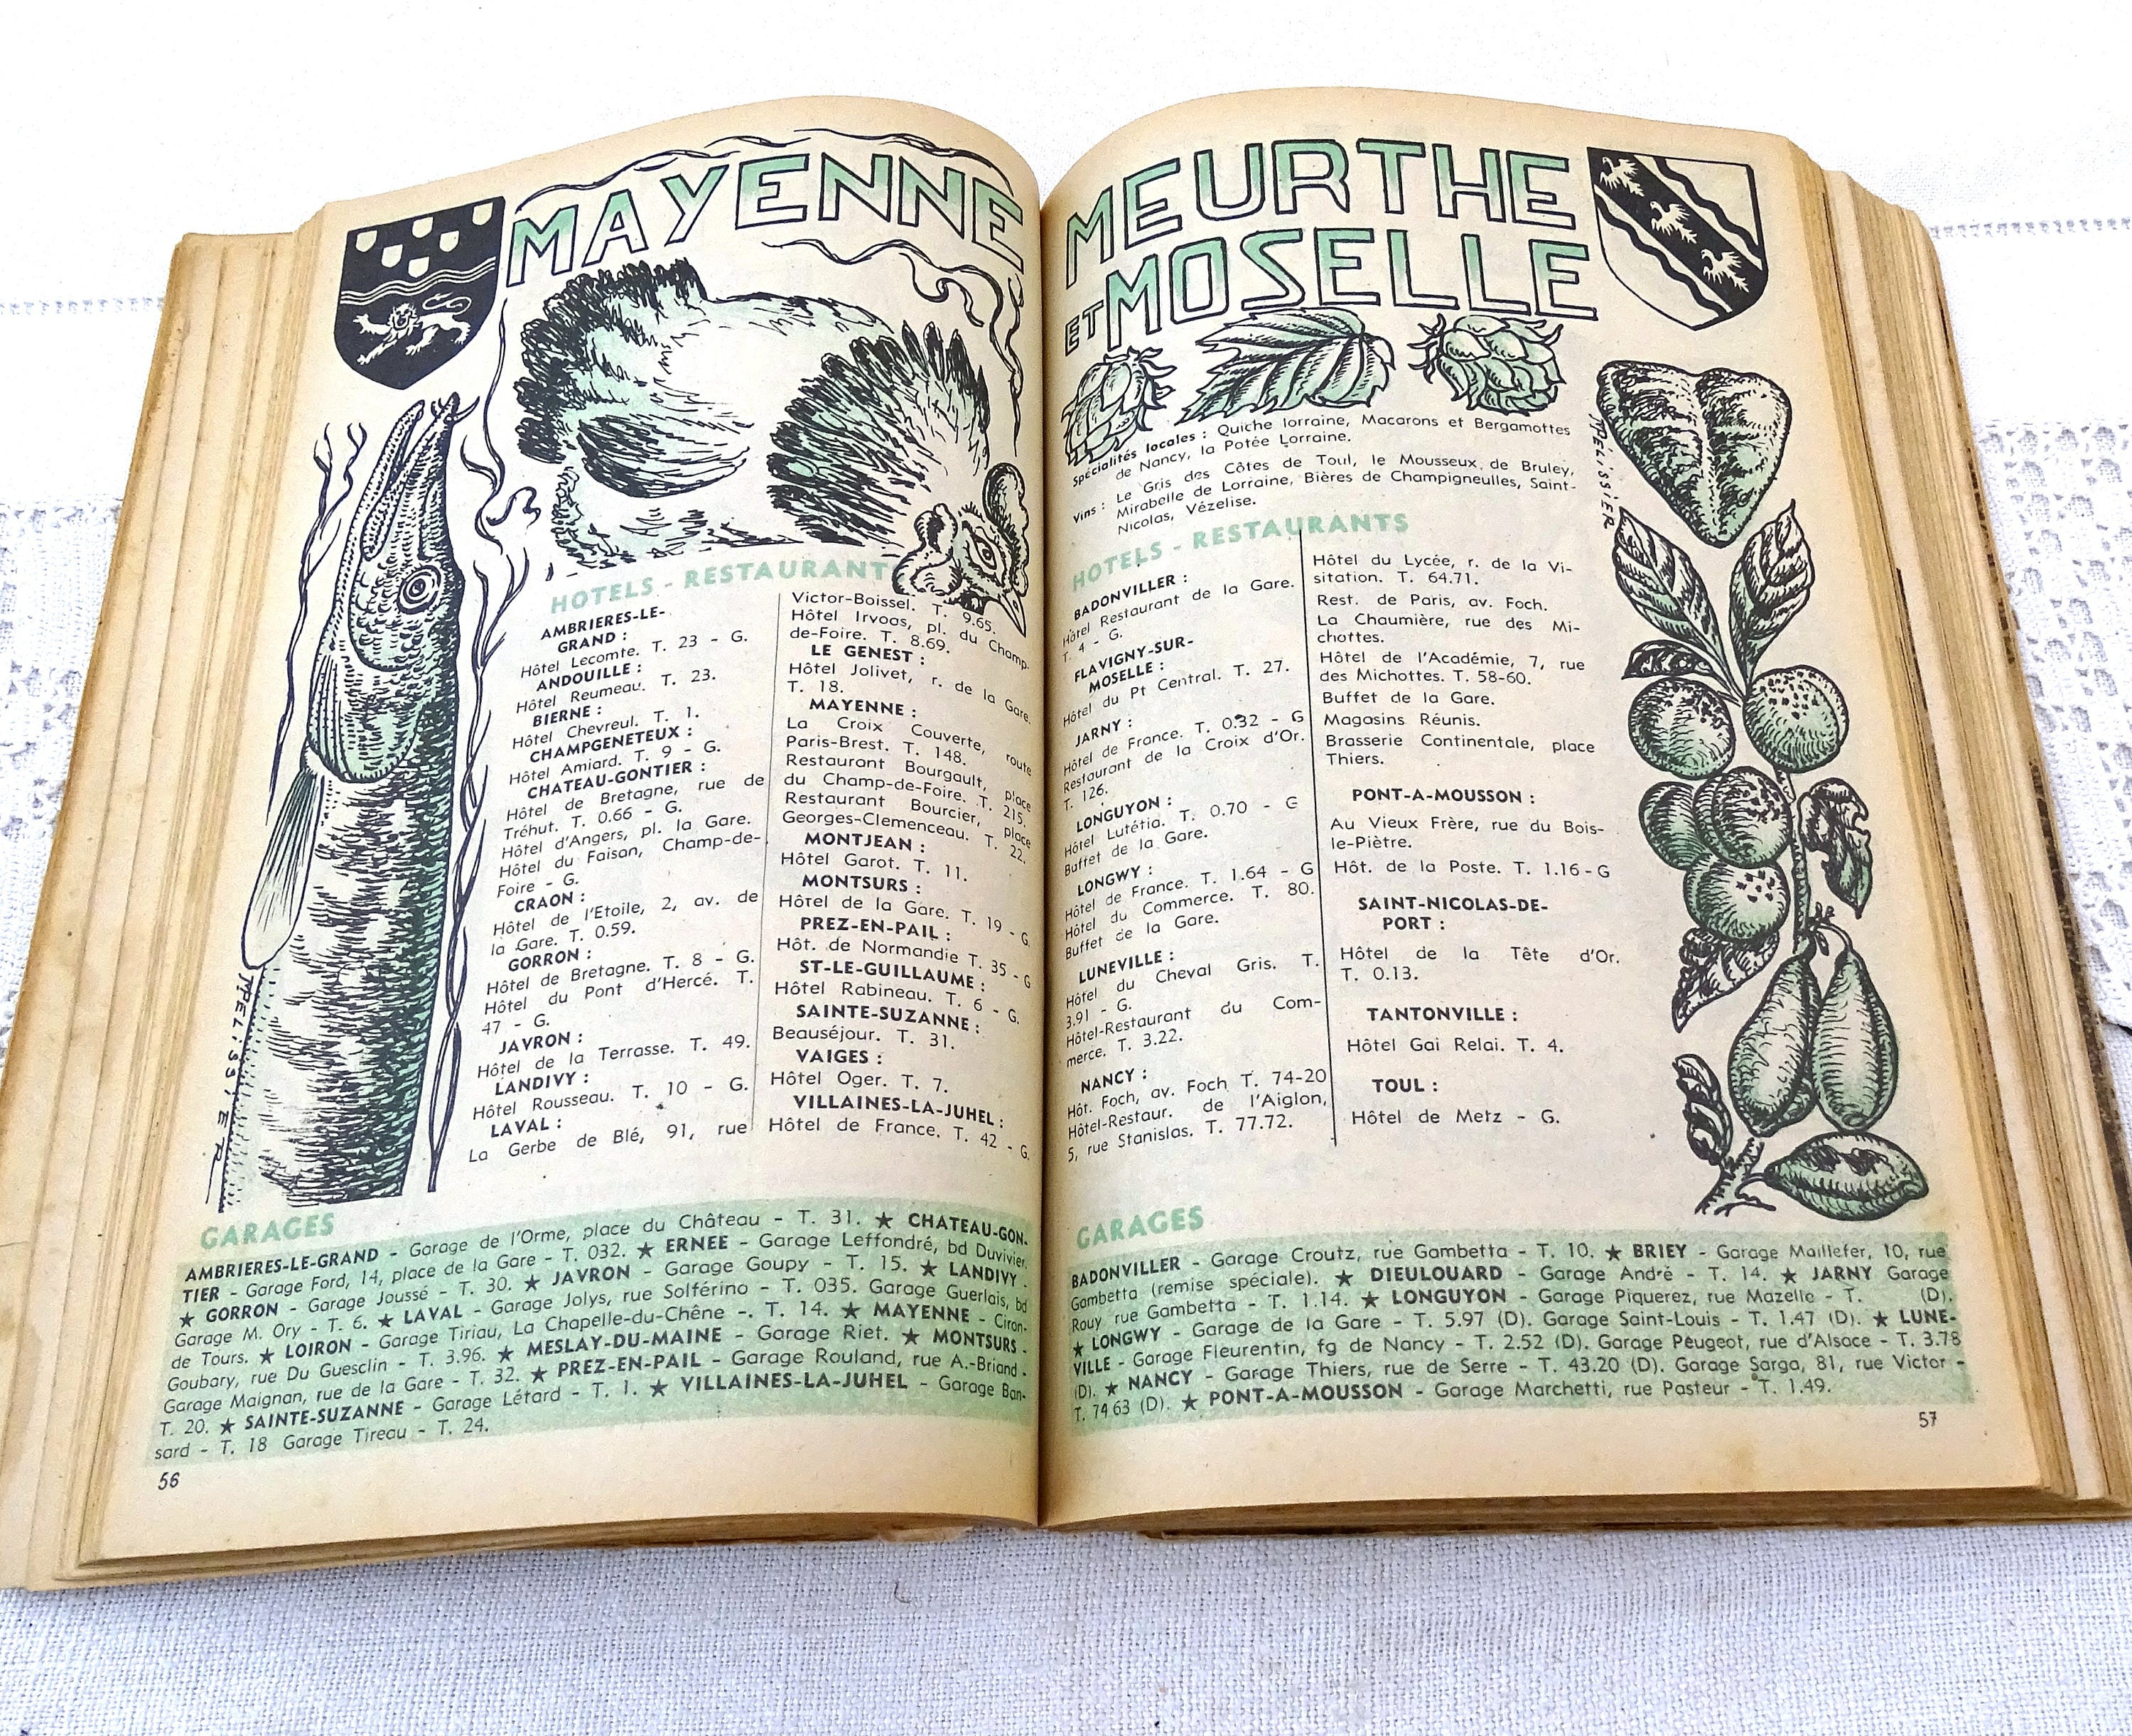 MAYENNE
J PELISSIER
HOTELS - RESTAURANT
AMBRIERES-LE-
GRAND :
Hôtel Lecomte. T. 23 - G.
ANDOUILLE :
Hôtel Reumeau. T. 23.
BIERNE :
Hôtel Chevreul. T. 1.
CHAMPGENETEUX :
Hôtel Amiard. T. 9 - G.
CHATEAU-GONTIER :
Hôtel de Bretagne, rue de
Tréhut. T. 0.66 - G.
Hôtel d'Angers, pl. la Gare.
Hôtel du Faisan, Champ-de-
Foire - G.
CRAON :
Hôtel de l'Etoile, 2, av. de
la Gare. T. 0.59.
GORRON :
Hôtel de Bretagne. T. 8 - G.
Hôtel du Pont d'Hercé. T.
47 - G.
JAVRON :
Hôtel de la Terrasse. T. 49.
LANDIVY :
Hôtel Rousseau. T. 10 - G.
LAVAL :
La Gerbe de Blé, 91, rue
Victor-Boissel. T. 9.65.
Hôtel Irvoas, pl. du Champ-
de-Foire. T. 8.69.
LE GENEST :
Hôtel Jolivet, r. de la Gare.
T. 18.
MAYENNE :
La Croix Couverte, route
Paris-Brest. T. 148.
Restaurant Bourgault, place
du Champ-de-Foire. T. 215.
Restaurant Bourcier, place
Georges-Clemenceau. T. 22.
MONTJEAN :
Hôtel Garot. T. 11.
MONTSURS :
Hôtel de la Gare. T. 19 - G
PREZ-EN-PAIL :
Hôt. de Normandie T. 35 - G
ST-LE-GUILLAUME :
Hôtel Rabineau. T. 6 - G.
SAINTE-SUZANNE :
Beauséjour. T. 31.
VAIGES :
Hôtel Oger. T. 7.
VILLAINES-LA-JUHEL :
Hôtel de France. T. 42 - G.
GARAGES
AMBRIERES-LE-GRAND - Garage de l'Orme, place du Château - T. 31. ★ CHATEAU-GON-
TIER - Garage Ford, 14, place de la Gare - T. 032. ★ ERNEE - Garage Leffondré, bd Duvivier.
★ GORRON - Garage Joussé - T. 30. ★ JAVRON - Garage Goupy - T. 15. ★ LANDIVY -
Garage M. Ory - T. 6. ★ LAVAL - Garage Jolys, rue Solférino - T. 035. Garage Guerlais, bd
de Tours. ★ LOIRON - Garage Tiriau, La Chapelle-du-Chêne -. T. 14. ★ MAYENNE - Ciron-
Goubary, rue Du Guesclin - T. 3.96. ★ MESLAY-DU-MAINE - Garage Riet. ★ MONTSURS -
Garage Maignan, rue de la Gare - T. 32. ★ PREZ-EN-PAIL - Garage Rouland, rue A.-Briand -
T. 20. ★ SAINTE-SUZANNE - Garage Létard - T. 1. ★ VILLAINES-LA-JUHEL - Garage Ban-
sard - T. 18 Garage Tireau - T. 24.
56
MEURTHE
ET MOSELLE
J PELISSIER
Spécialités locales : Quiche lorraine, Macarons et Bergamottes
de Nancy, la Potée Lorraine.
Vins : Le Gris des Côtes de Toul, le Mousseux de Bruley,
Mirabelle de Lorraine, Bières de Champigneulles, Saint-
Nicolas, Vézelise.
HOTELS - RESTAURANTS
BADONVILLER :
Hôtel Restaurant de la Gare.
T. 4 - G.
FLAVIGNY-SUR-
MOSELLE :
Hôtel du Pt Central. T. 27.
JARNY :
Hôtel de France. T. 0.32 - G
Restaurant de la Croix d'Or.
T. 126.
LONGUYON :
Hôtel Lutétia. T. 0.70 - G
Buffet de la Gare.
LONGWY :
Hôtel de France. T. 1.64 - G
Hôtel du Commerce. T. 80.
Buffet de la Gare.
LUNEVILLE :
Hôtel du Cheval Gris. T.
3.91 - G.
Hôtel-Restaurant du Com-
merce. T. 3.22.
NANCY :
Hôt. Foch, av. Foch T. 74-20
Hôtel-Restaur. de l'Aiglon,
5, rue Stanislas. T. 77.72.
Hôtel du Lycée, r. de la Vi-
sitation. T. 64.71.
Rest. de Paris, av. Foch.
La Chaumière, rue des Mi-
chottes.
Hôtel de l'Académie, 7, rue
des Michottes. T. 58-60.
Buffet de la Gare.
Magasins Réunis.
Brasserie Continentale, place
Thiers.
PONT-A-MOUSSON :
Au Vieux Frère, rue du Bois-
le-Piètre.
Hôt. de la Poste. T. 1.16-G
SAINT-NICOLAS-DE-
PORT :
Hôtel de la Tête d'Or.
T. 0.13.
TANTONVILLE :
Hôtel Gai Relai. T. 4.
TOUL :
Hôtel de Metz - G.
GARAGES
BADONVILLER - Garage Croutz, rue Gambetta - T. 10. ★ BRIEY - Garage Maillefer, 10, rue
Gambetta (remise spéciale). ★ DIEULOUARD - Garage André - T. 14. ★ JARNY Garage
Rouy rue Gambetta - T. 1.14. ★ LONGUYON - Garage Piquerez, rue Mazelle - T. (D).
★ LONGWY - Garage de la Gare - T. 5.97 (D). Garage Saint-Louis - T. 1.47 (D). ★ LUNE-
VILLE - Garage Fleurentin, fg de Nancy - T. 2.52 (D). Garage Peugeot, rue d'Alsace - T. 3.78
(D). ★ NANCY - Garage Thiers, rue de Serre - T. 43.20 (D). Garage Sarga, 81, rue Victor -
T. 74 63 (D). ★ PONT-A-MOUSSON - Garage Marchetti, rue Pasteur - T. 1.49.
57